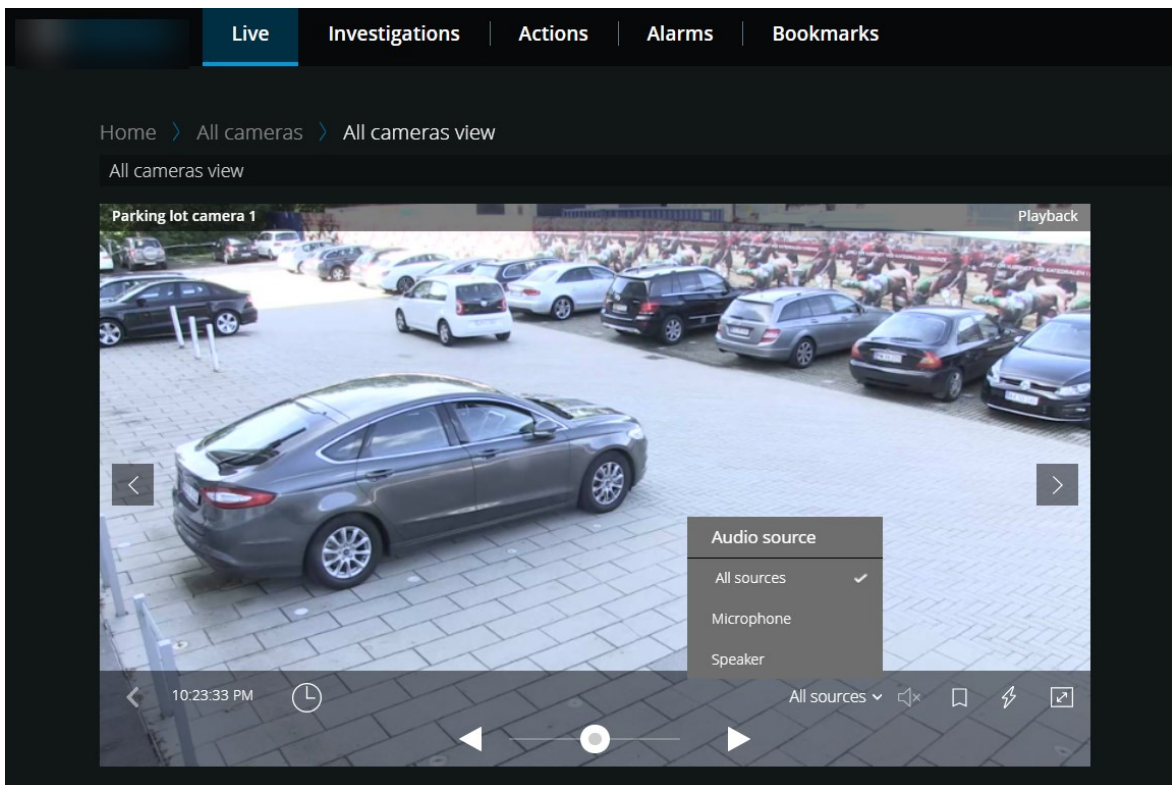 Live Investigations Actions Alarms Bookmarks
Home 〉 All cameras 〉 All cameras view
All cameras view
Parking lot camera 1 Playback
Audio source
All sources
Microphone
Speaker
10:23:33 PM All sources